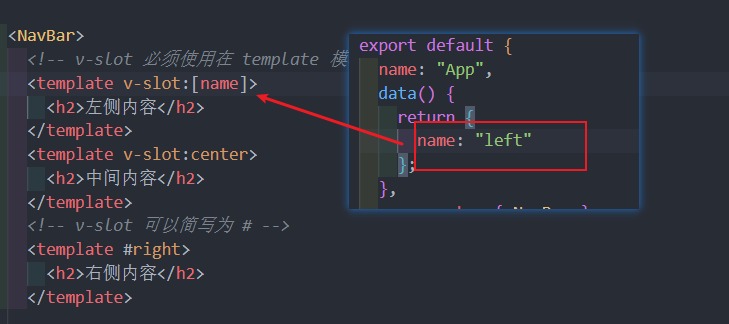 <NavBar>
<!-- v-slot 必须使用在 template 模
<template v-slot:[name]>
<h2>左侧内容</h2>
</template>
<template v-slot:center>
<h2>中间内容</h2>
</template>
<!-- v-slot 可以简写为 # -->
<template #right>
<h2>右侧内容</h2>
</template>
export default {
name: "App",
data() {
return {
name: "left"
};
},